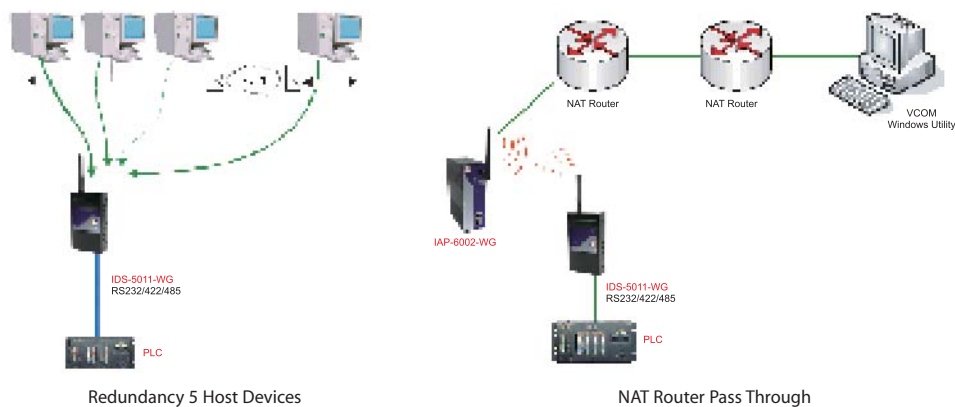 NAT Router
NAT Router
VCOM
Windows Utility
IAP-6002-WG
IDS-5011-WG
RS232/422/485
IDS-5011-WG
RS232/422/485
PLC
PLC
Redundancy 5 Host Devices
NAT Router Pass Through